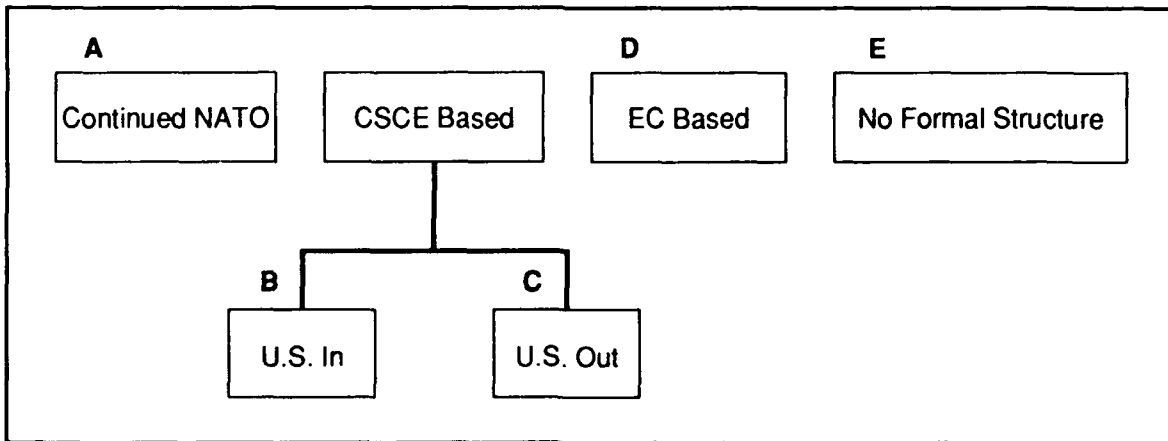 A
D
E
Continued NATO
CSCE Based
EC Based
No Formal Structure
B
C
U.S. In
U.S. Out